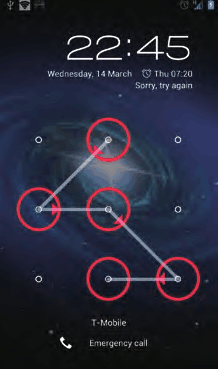 22:45
Wednesday, 14 March Thu 07:20
Sorry, try again
T-Mobile
Emergency call